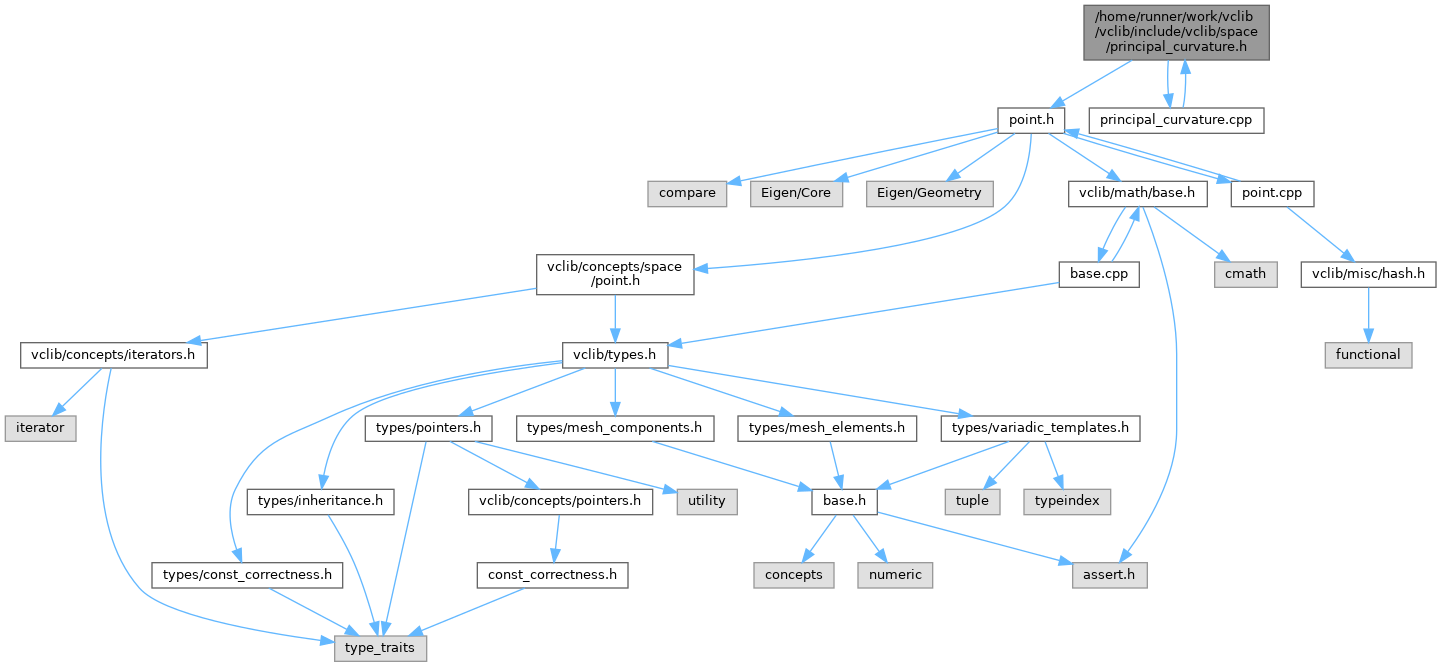 /home/runner/work/vclib
/vclib/include/vclib/space
/principal_curvature.h
point.h
principal_curvature.cpp
compare
Eigen/Core
Eigen/Geometry
vclib/math/base.h
point.cpp
vclib/concepts/space
/point.h
base.cpp
cmath
vclib/misc/hash.h
vclib/concepts/iterators.h
vclib/types.h
functional
iterator
types/pointers.h
types/mesh_components.h
types/mesh_elements.h
types/variadic_templates.h
types/inheritance.h
vclib/concepts/pointers.h
utility
base.h
tuple
typeindex
types/const_correctness.h
const_correctness.h
concepts
numeric
assert.h
type_traits